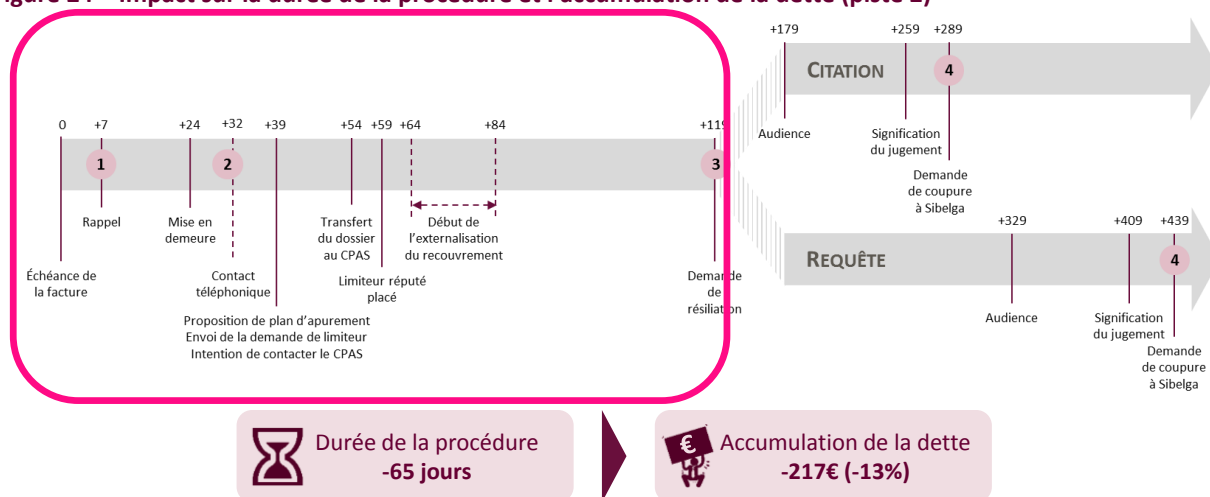 Figure 14 – Impact sur la durée de la procédure et l'accumulation de la dette (piste 2)
+179
+259
+289
CITATION
4
Audience
Signification
du jugement
Demande
de coupure
à Sibelga
0
+7
+24
+32
+39
+54
+59
+64
+84
+119
1
2
3
Rappel
Mise en
demeure
Transfert
du dossier
au CPAS
Début de
l'externalisation
du recouvrement
Échéance de
la facture
Contact
téléphonique
Limiteur réputé
placé
Demande
de
résiliation
Proposition de plan d'apurement
Envoi de la demande de limiteur
Intention de contacter le CPAS
+329
+409
+439
REQUÊTE
4
Audience
Signification
du jugement
Demande
de coupure
à Sibelga
Durée de la procédure
-65 jours
€
Accumulation de la dette
-217€ (-13%)